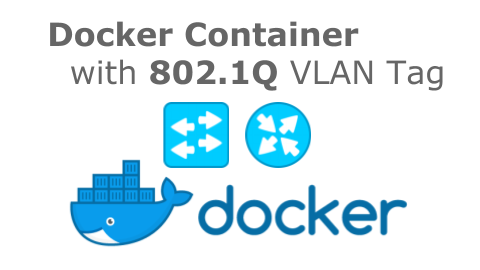 Docker Container
with 802.1Q VLAN Tag
docker